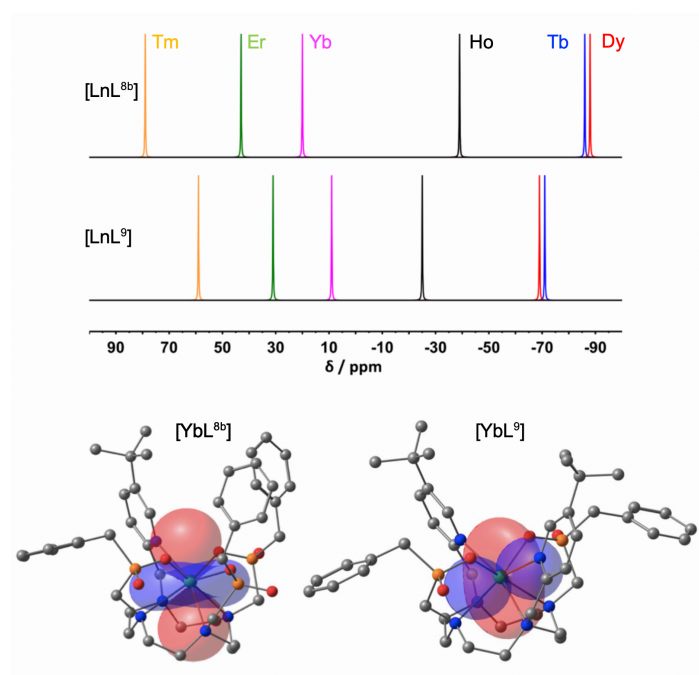 Tm Er Yb Ho Tb Dy
[LnL8b]
[LnL9]
90 70 50 30 10 -10 -30 -50 -70 -90
δ / ppm
[YbL8b] [YbL9]